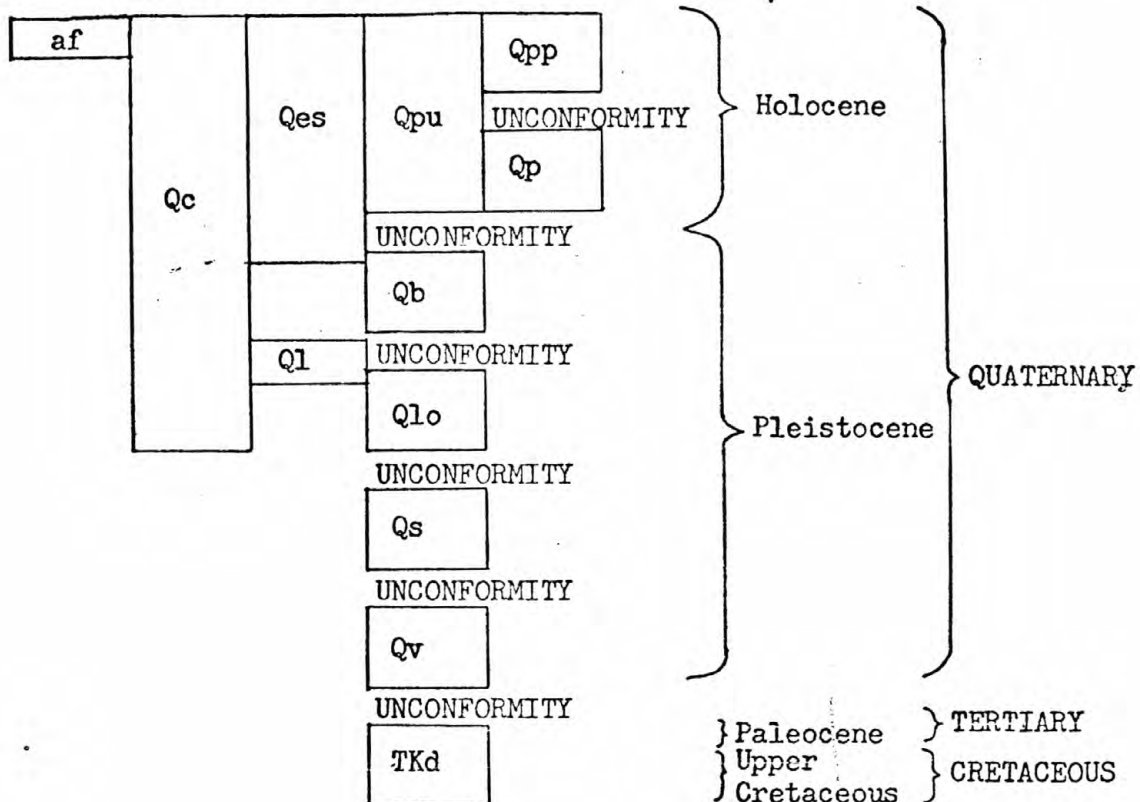 af
Qpp
Qes
Qpu
UNCONFORMITY
Holocene
Qp
Qc
UNCONFORMITY
Qb
Ql
UNCONFORMITY
QUATERNARY
Qlo
Pleistocene
UNCONFORMITY
Qs
UNCONFORMITY
Qv
UNCONFORMITY
Paleocene
TERTIARY
TKd
Upper
Cretaceous
CRETACEOUS